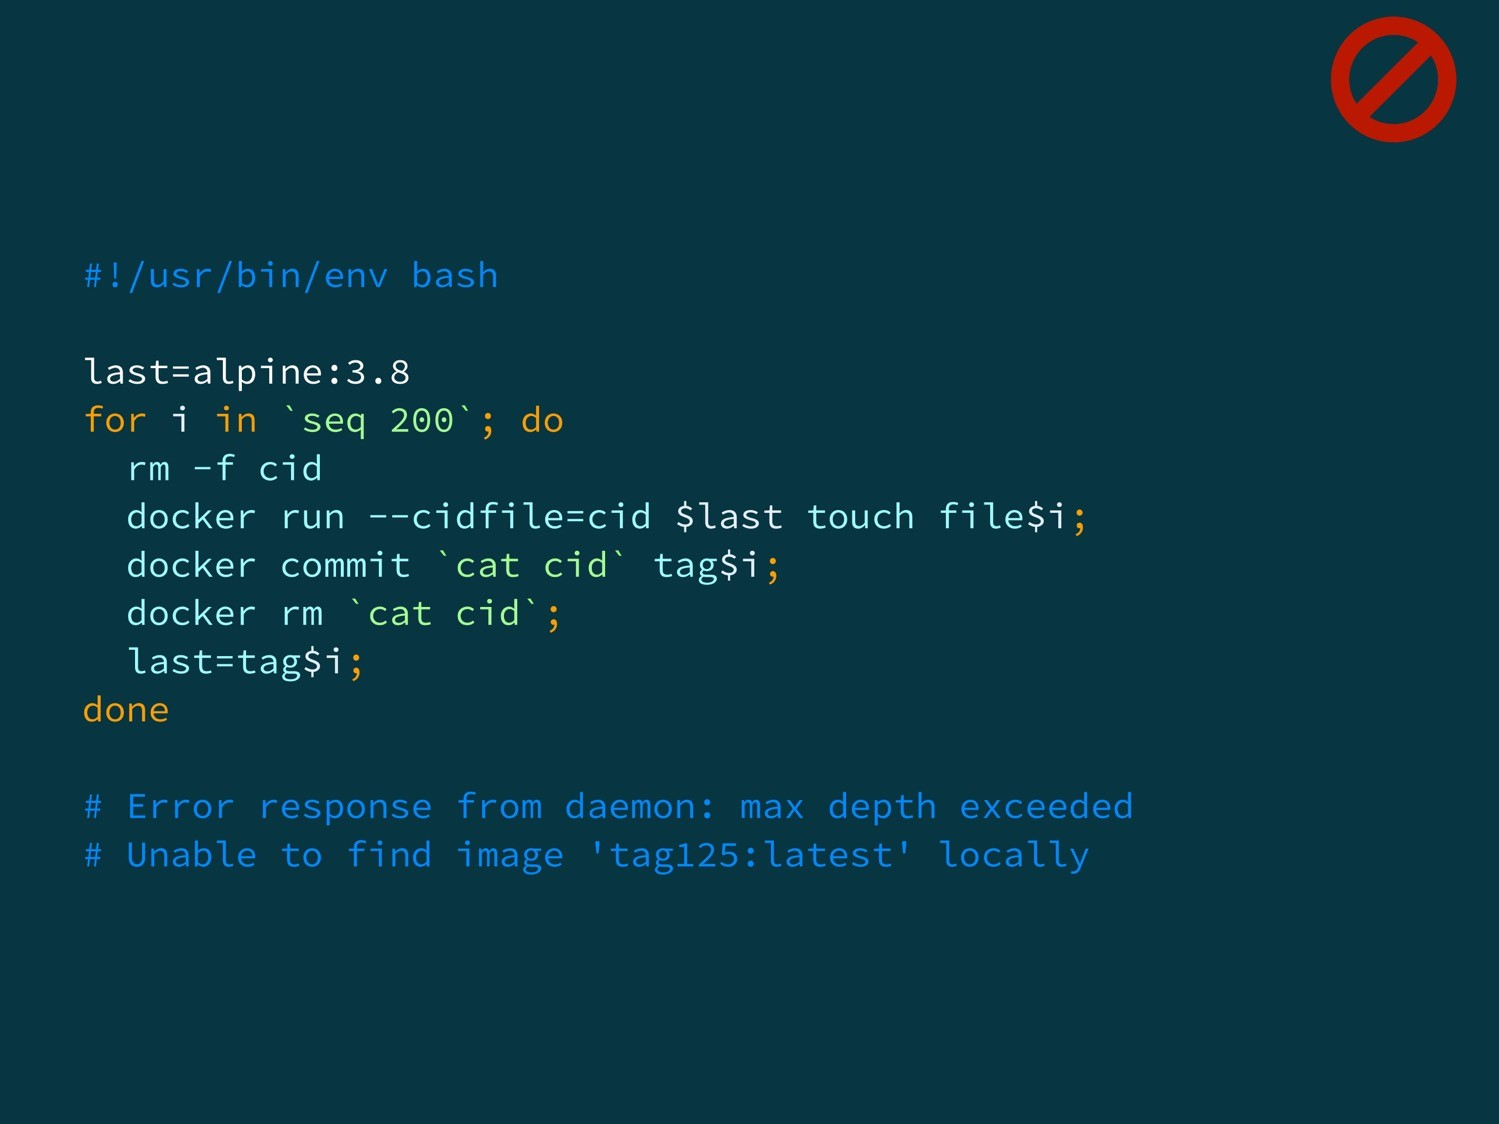 #!/usr/bin/env bash
last=alpine:3.8
for i in `seq 200`; do
  rm -f cid
  docker run --cidfile=cid $last touch file$i;
  docker commit `cat cid` tag$i;
  docker rm `cat cid`;
  last=tag$i;
done
# Error response from daemon: max depth exceeded
# Unable to find image 'tag125:latest' locally